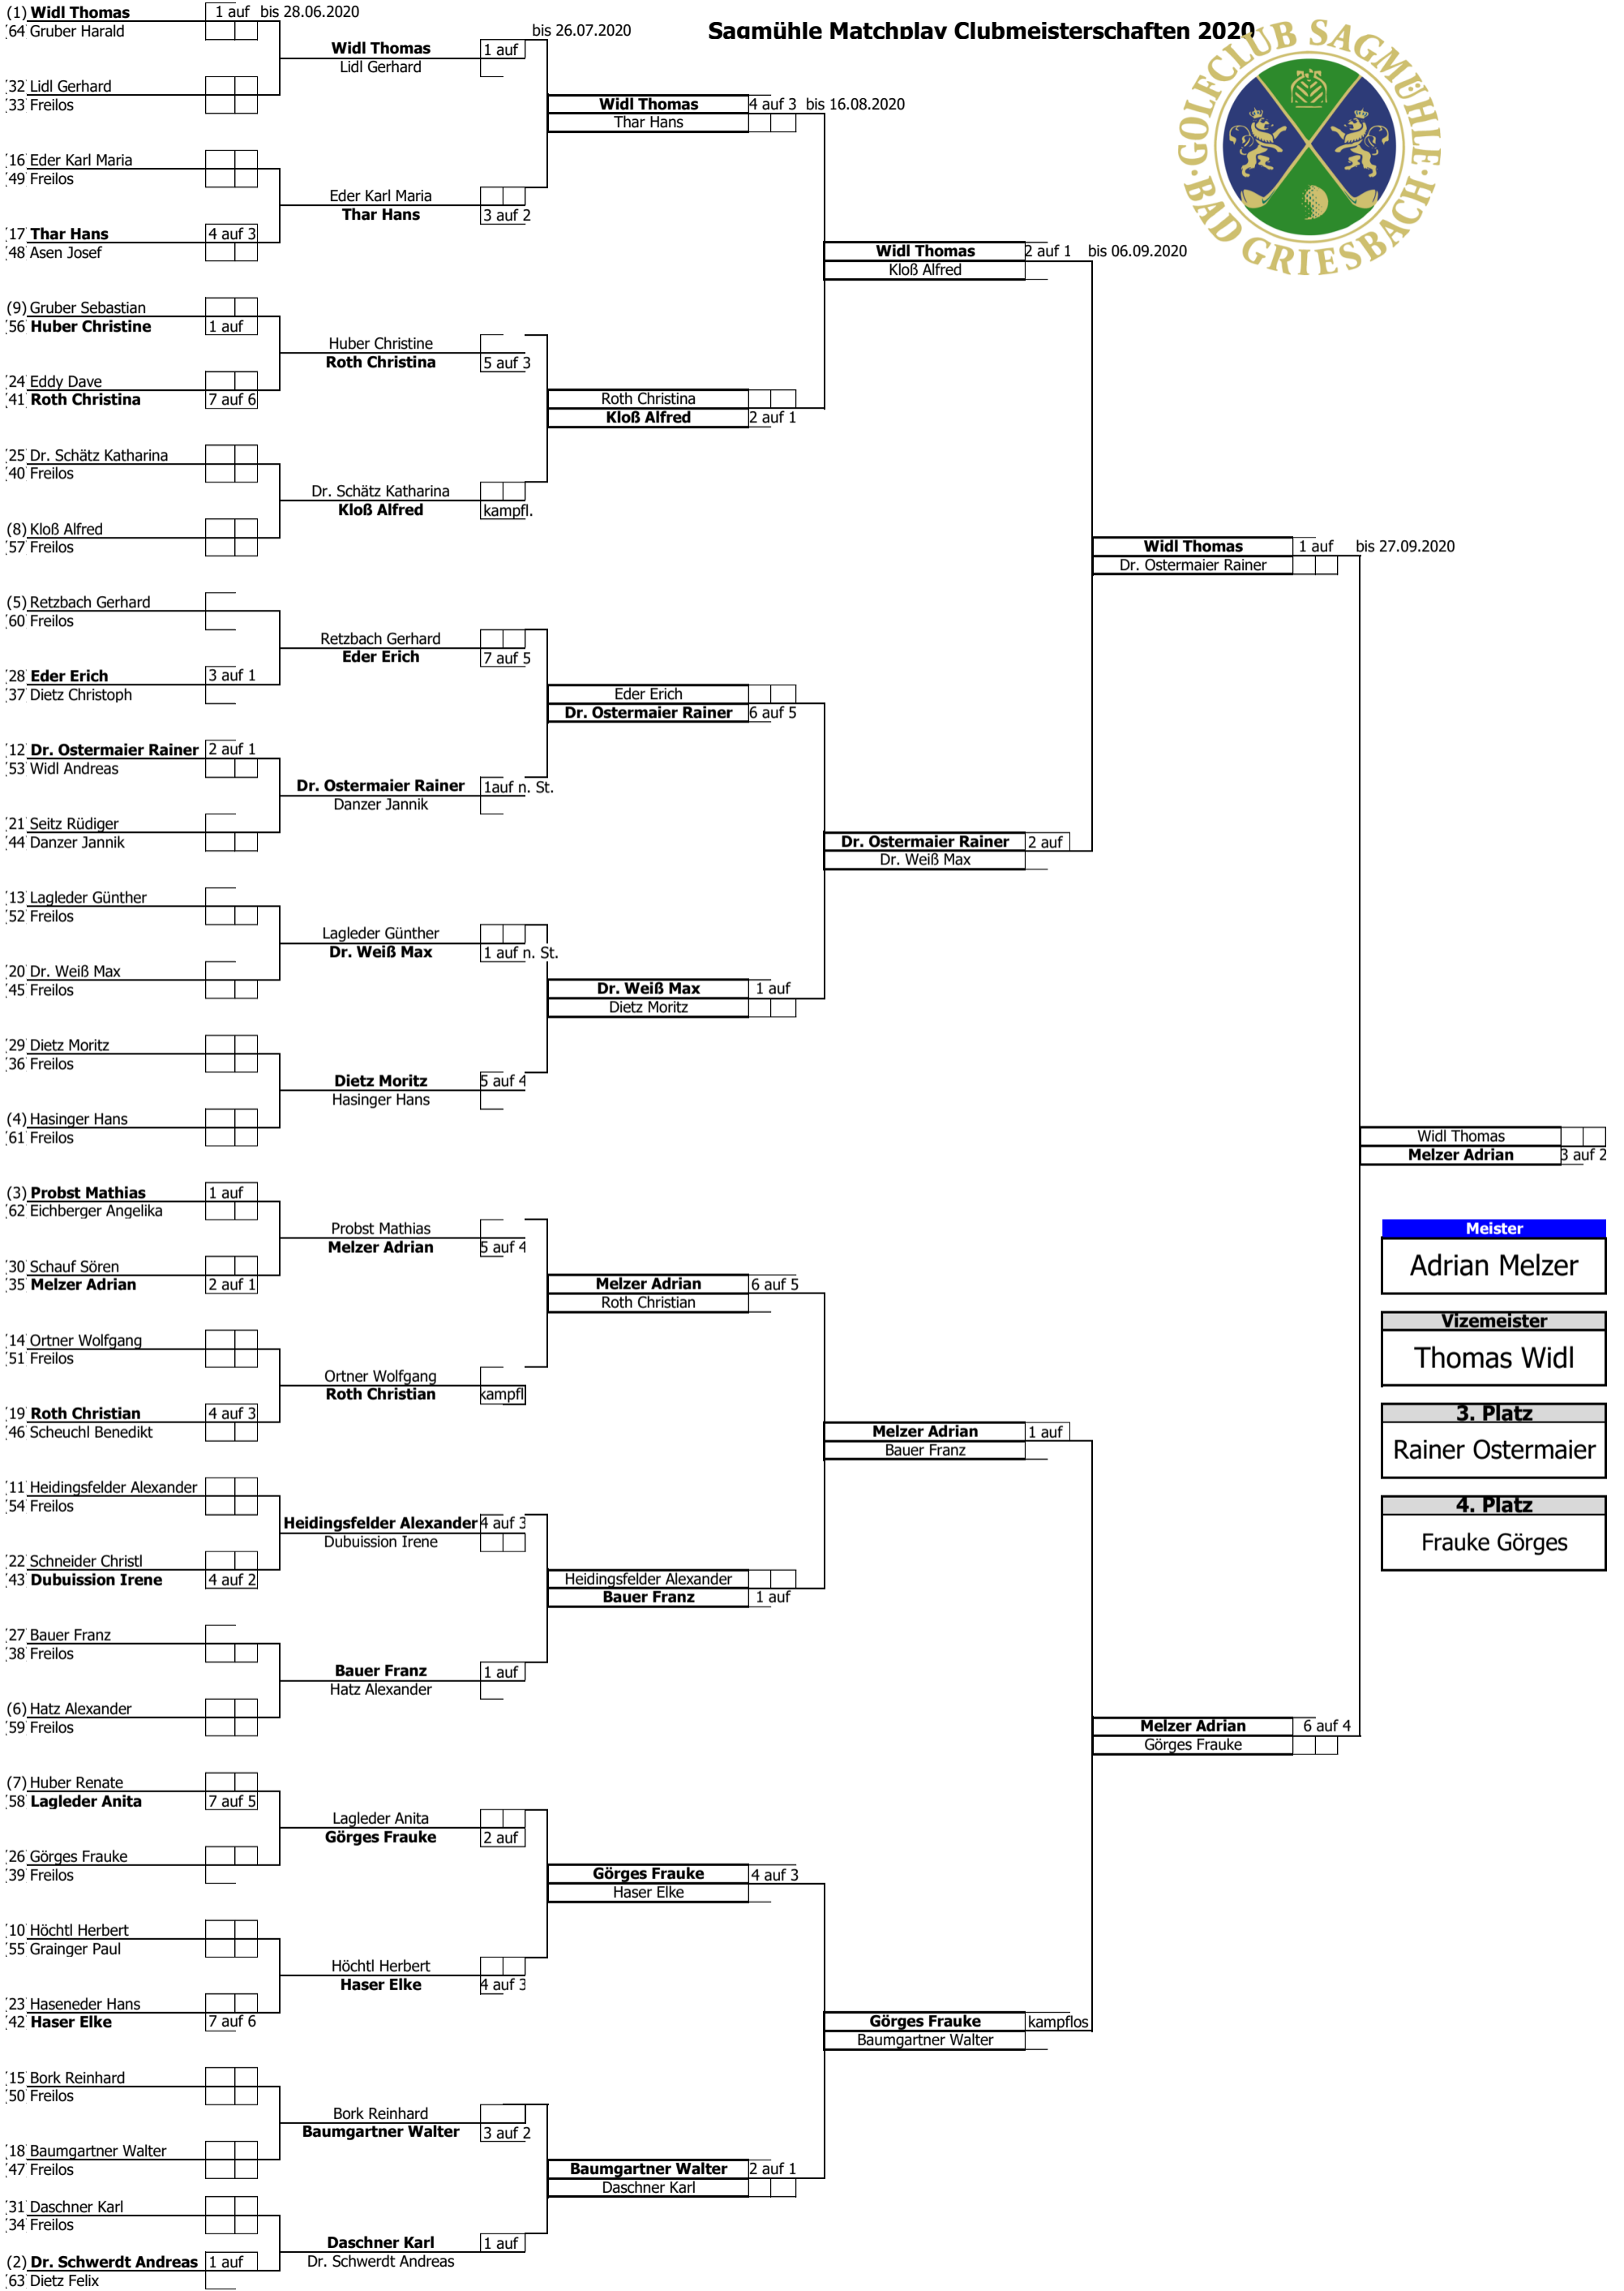 Sagmühle Matchplay Clubmeisterschaften 2020
GOLFCLUB SAGMÜHLE · BAD GRIESBACH ·
bis 28.06.2020
(1) Widl Thomas 1 auf
64 Gruber Harald
32 Lidl Gerhard
33 Freilos
16 Eder Karl Maria
49 Freilos
17 Thar Hans 4 auf 3
48 Asen Josef
(9) Gruber Sebastian
56 Huber Christine 1 auf
24 Eddy Dave
41 Roth Christina 7 auf 6
25 Dr. Schätz Katharina
40 Freilos
(8) Kloß Alfred
57 Freilos
(5) Retzbach Gerhard
60 Freilos
28 Eder Erich 3 auf 1
37 Dietz Christoph
12 Dr. Ostermaier Rainer 2 auf 1
53 Widl Andreas
21 Seitz Rüdiger
44 Danzer Jannik
13 Lagleder Günther
52 Freilos
20 Dr. Weiß Max
45 Freilos
29 Dietz Moritz
36 Freilos
(4) Hasinger Hans
61 Freilos
(3) Probst Mathias 1 auf
62 Eichberger Angelika
30 Schauf Sören
35 Melzer Adrian 2 auf 1
14 Ortner Wolfgang
51 Freilos
19 Roth Christian 4 auf 3
46 Scheuchl Benedikt
11 Heidingsfelder Alexander
54 Freilos
22 Schneider Christl
43 Dubuission Irene 4 auf 2
27 Bauer Franz
38 Freilos
(6) Hatz Alexander
59 Freilos
(7) Huber Renate
58 Lagleder Anita 7 auf 5
26 Görges Frauke
39 Freilos
10 Höchtl Herbert
55 Grainger Paul
23 Haseneder Hans
42 Haser Elke 7 auf 6
15 Bork Reinhard
50 Freilos
18 Baumgartner Walter
47 Freilos
31 Daschner Karl
34 Freilos
(2) Dr. Schwerdt Andreas 1 auf
63 Dietz Felix
bis 26.07.2020
Widl Thomas 1 auf
Lidl Gerhard
Eder Karl Maria
Thar Hans 3 auf 2
Huber Christine
Roth Christina 5 auf 3
Dr. Schätz Katharina
Kloß Alfred kampfl.
Retzbach Gerhard
Eder Erich 7 auf 5
Dr. Ostermaier Rainer 1auf n. St.
Danzer Jannik
Lagleder Günther
Dr. Weiß Max 1 auf n. St.
Dietz Moritz 5 auf 4
Hasinger Hans
Probst Mathias
Melzer Adrian 5 auf 4
Ortner Wolfgang
Roth Christian kampfl
Heidingsfelder Alexander 4 auf 3
Dubuission Irene
Bauer Franz 1 auf
Hatz Alexander
Lagleder Anita
Görges Frauke 2 auf
Höchtl Herbert
Haser Elke 4 auf 3
Bork Reinhard
Baumgartner Walter 3 auf 2
Daschner Karl 1 auf
Dr. Schwerdt Andreas
bis 16.08.2020
Widl Thomas 4 auf 3
Thar Hans
Roth Christina
Kloß Alfred 2 auf 1
Eder Erich
Dr. Ostermaier Rainer 6 auf 5
Dr. Weiß Max 1 auf
Dietz Moritz
Melzer Adrian 6 auf 5
Roth Christian
Heidingsfelder Alexander
Bauer Franz 1 auf
Görges Frauke 4 auf 3
Haser Elke
Baumgartner Walter 2 auf 1
Daschner Karl
bis 06.09.2020
Widl Thomas 2 auf 1
Kloß Alfred
Dr. Ostermaier Rainer 2 auf
Dr. Weiß Max
Melzer Adrian 1 auf
Bauer Franz
Görges Frauke kampflos
Baumgartner Walter
bis 27.09.2020
Widl Thomas 1 auf
Dr. Ostermaier Rainer
Melzer Adrian 6 auf 4
Görges Frauke
Widl Thomas
Melzer Adrian 3 auf 2
Meister
Adrian Melzer
Vizemeister
Thomas Widl
3. Platz
Rainer Ostermaier
4. Platz
Frauke Görges